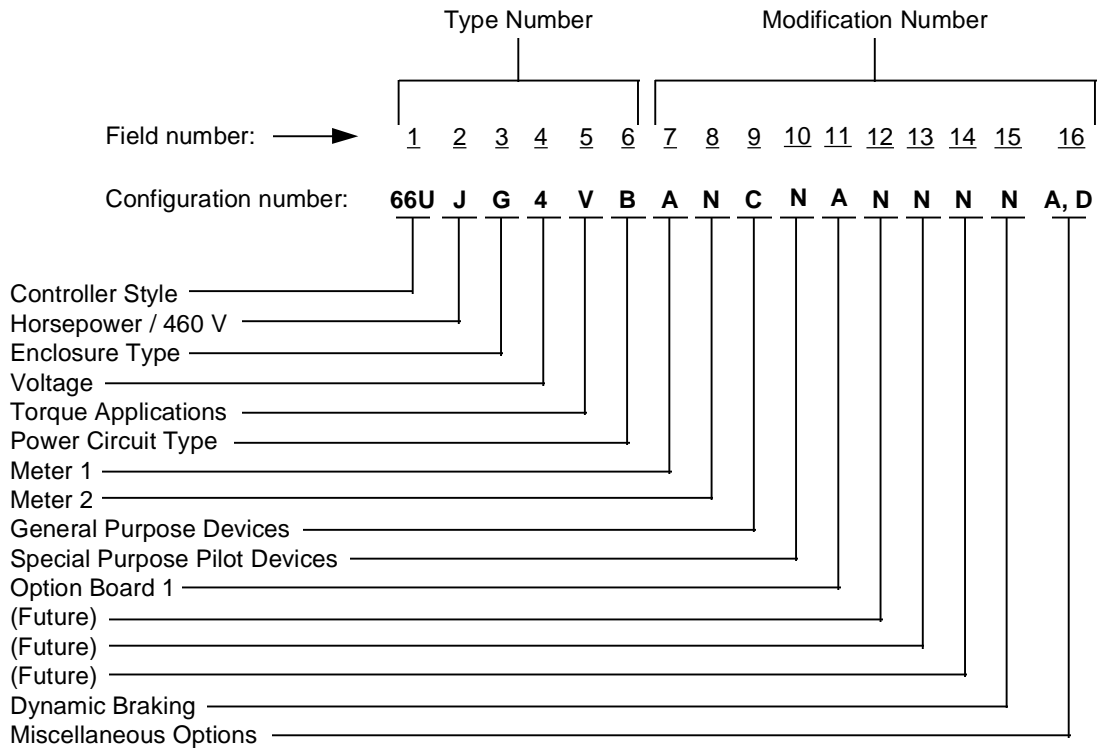 Type Number Modification Number
Field number: 1 2 3 4 5 6 7 8 9 10 11 12 13 14 15 16
Configuration number: 66U J G 4 V B A N C N A N N N N A, D
Controller Style
Horsepower / 460 V
Enclosure Type
Voltage
Torque Applications
Power Circuit Type
Meter 1
Meter 2
General Purpose Devices
Special Purpose Pilot Devices
Option Board 1
(Future)
(Future)
(Future)
Dynamic Braking
Miscellaneous Options